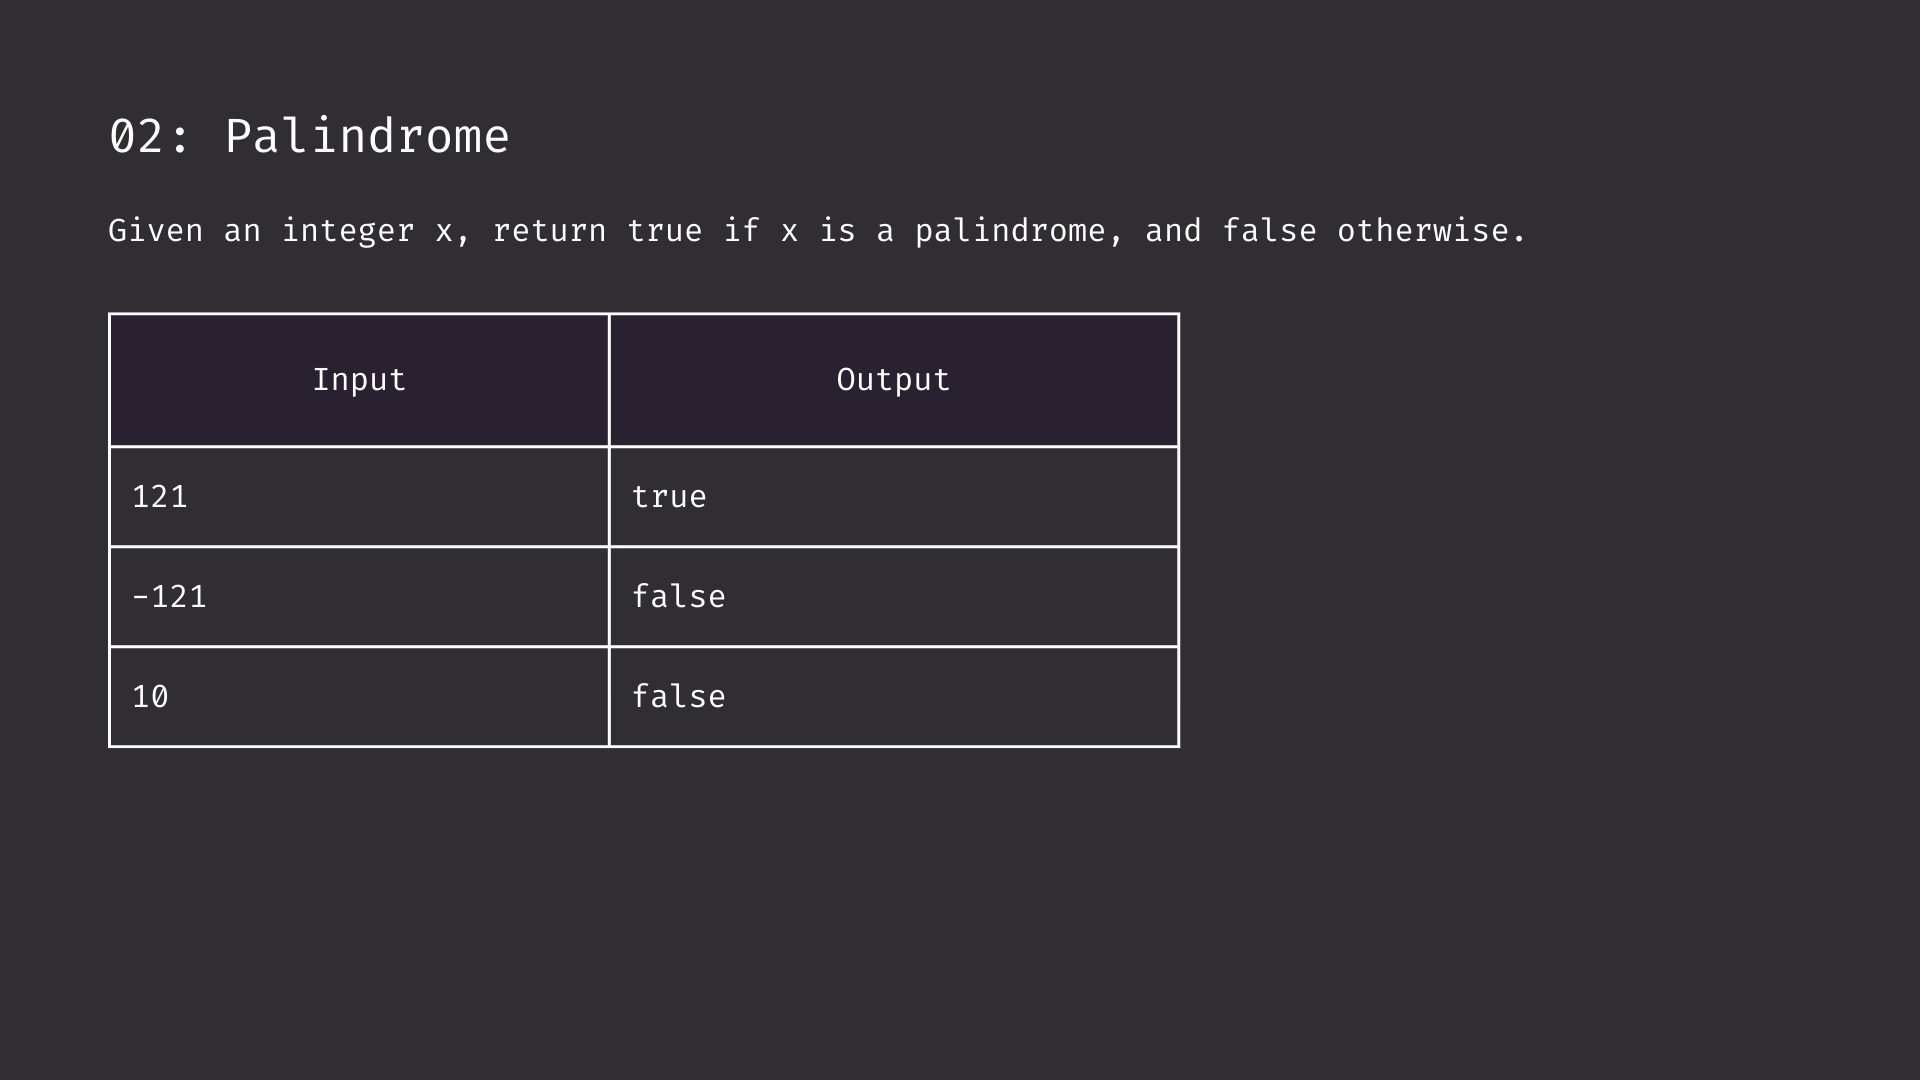 02: Palindrome
Given an integer x, return true if x is a palindrome, and false otherwise.
Input Output
121 true
-121 false
10 false